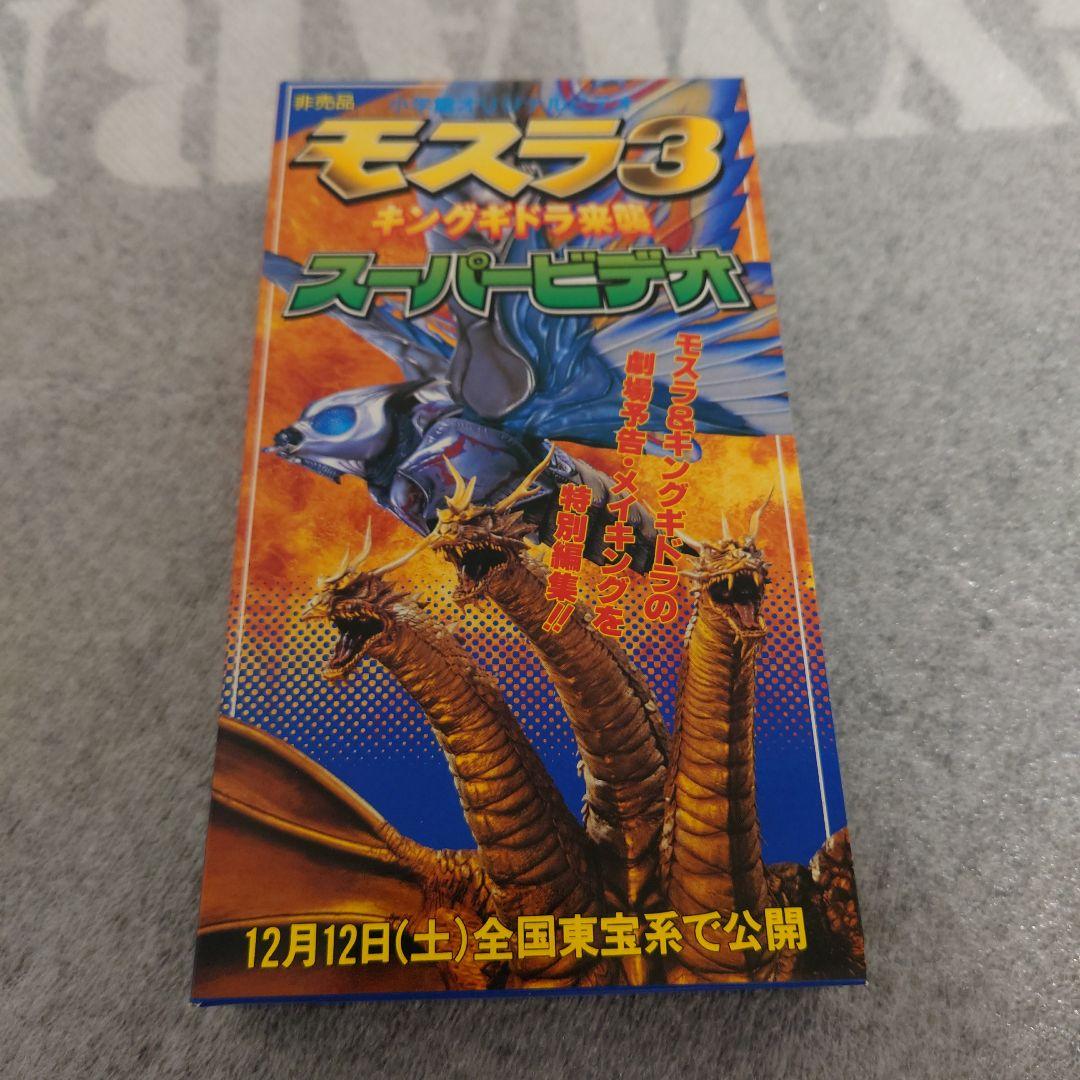 非売品
小学館オリジナルビデオ
モスラ3
キングギドラ来襲
スーパービデオ
モスラ&キングギドラの
劇場予告・メイキングを
特別編集!!
12月12日(土)全国東宝系で公開